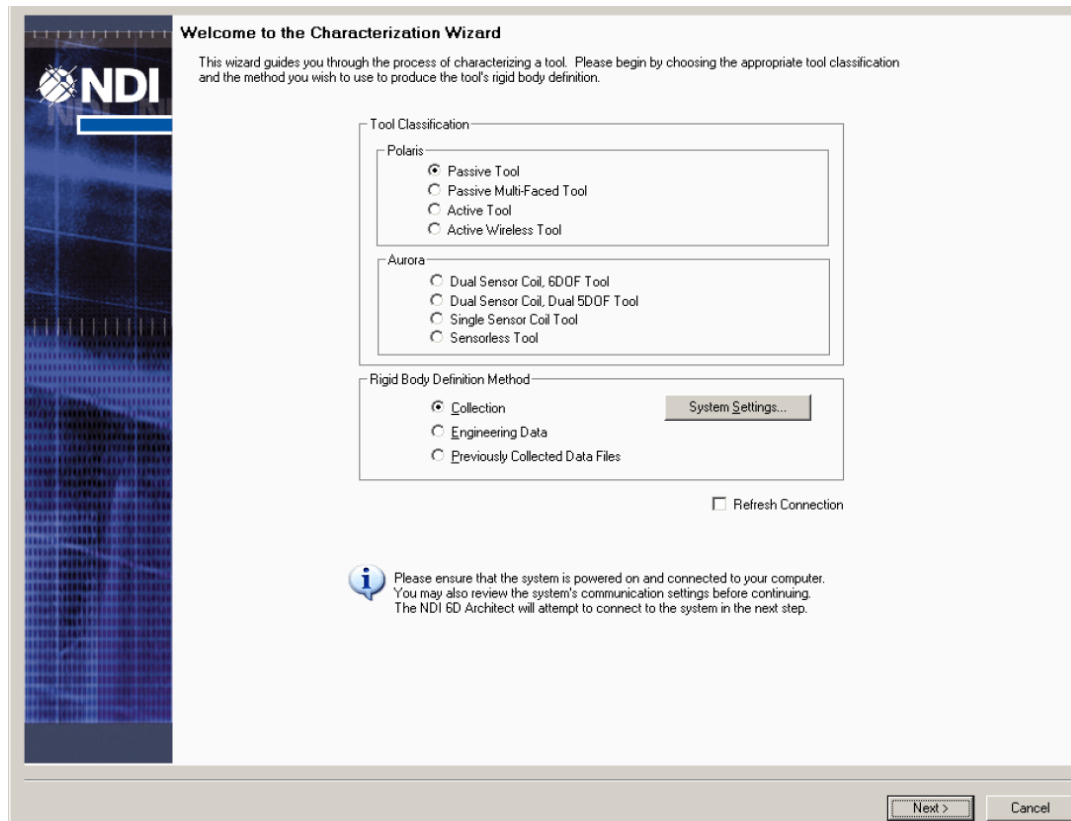 Welcome to the Characterization Wizard
This wizard guides you through the process of characterizing a tool. Please begin by choosing the appropriate tool classification
and the method you wish to use to produce the tool's rigid body definition.
NDI
Tool Classification
Polaris
Passive Tool
Passive Multi-Faced Tool
Active Tool
Active Wireless Tool
Aurora
Dual Sensor Coil, 6DOF Tool
Dual Sensor Coil, Dual 5DOF Tool
Single Sensor Coil Tool
Sensorless Tool
Rigid Body Definition Method
Collection
System Settings...
Engineering Data
Previously Collected Data Files
Refresh Connection
Please ensure that the system is powered on and connected to your computer.
You may also review the system's communication settings before continuing.
The NDI 6D Architect will attempt to connect to the system in the next step.
Next >
Cancel